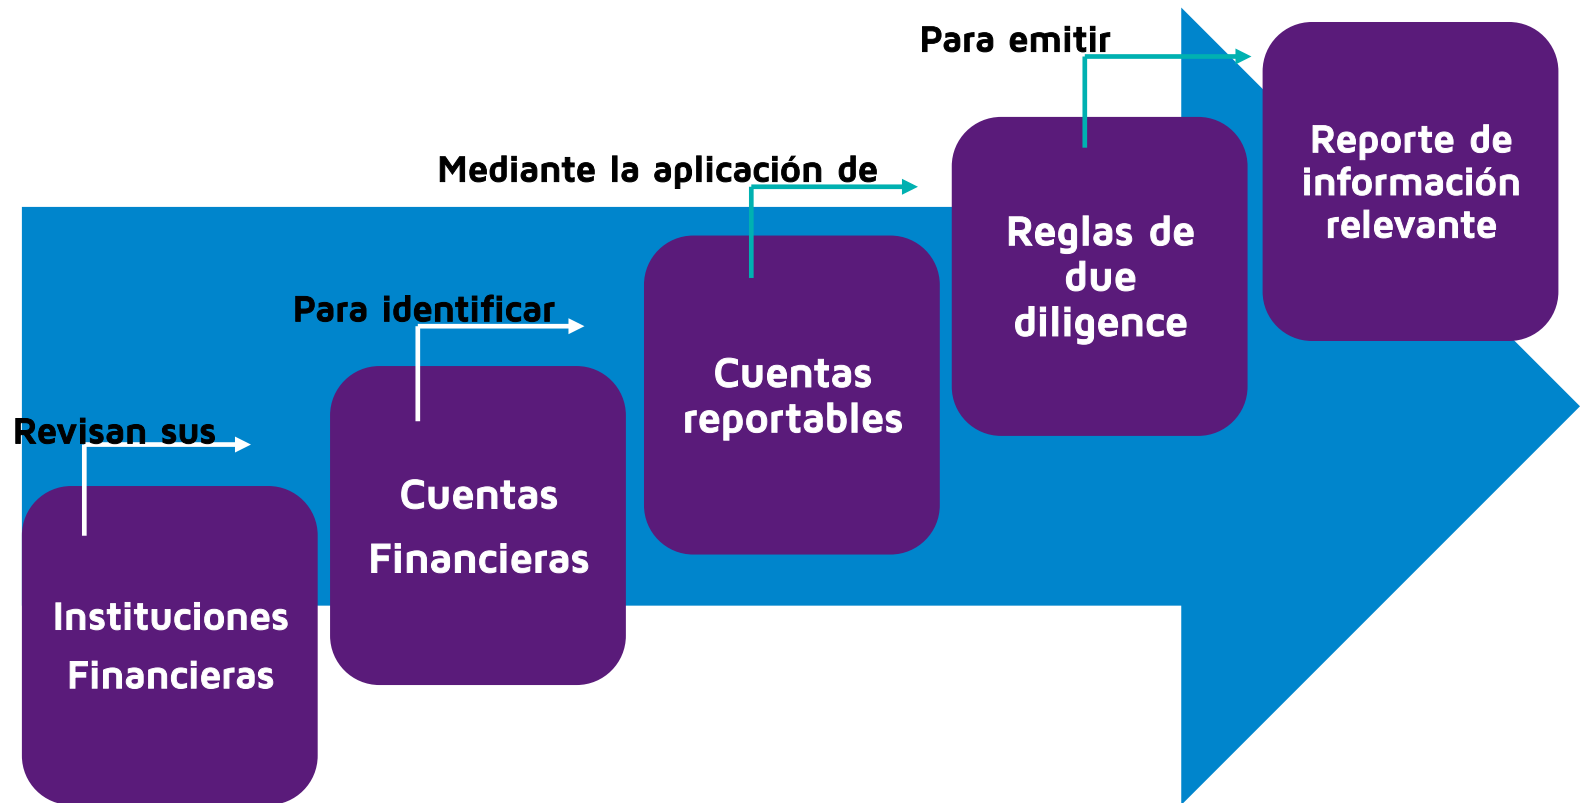 Revisan sus
Instituciones
Financieras
Para identificar
Cuentas
Financieras
Mediante la aplicación de
Cuentas
reportables
Para emitir
Reglas de
due
diligence
Reporte de
información
relevante